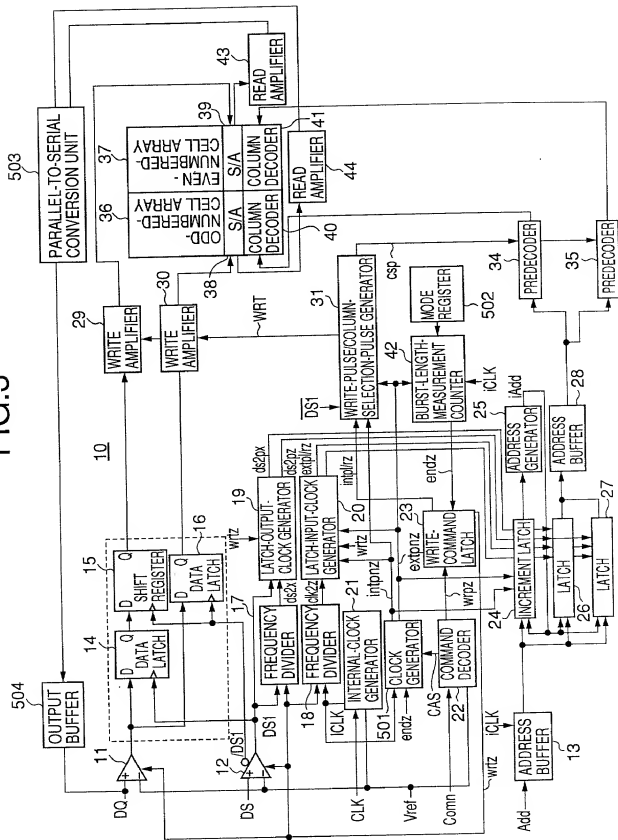 FIG.5
503
PARALLEL-TO-SERIAL
CONVERSION UNIT
504
OUTPUT
BUFFER
10
29
WRITE
AMPLIFIER
30
WRITE
AMPLIFIER
36
37
ODD-
NUMBERED
CELL ARRAY
EVEN-
NUMBERED-
CELL ARRAY
38
S/A
S/A
39
COLUMN
DECODER
COLUMN
DECODER
40
41
READ AMPLIFIER
43
READ
AMPLIFIER
44
DQ
11
14
D Q
DATA
LATCH
15
D Q
SHIFT
REGISTER
D Q
DATA
LATCH
16
DS
12
/DS1
DS1
17
FREQUENCY
DIVIDER
ds2x
wrtz
19
LATCH-OUTPUT-
CLOCK GENERATOR
ds2px
ds2pz
18
FREQUENCY
DIVIDER
clk2z
LATCH-INPUT-CLOCK
GENERATOR
20
extplrz
iCLK
CLK
INTERNAL-CLOCK
GENERATOR
21
intpnz
wrtz
intplrz
DS1
WRT
31
WRITE-PULSE/COLUMN-
SELECTION-PULSE GENERATOR
csp
501
CLOCK
GENERATOR
endz
extpnz
Vref
CAS
Comn
22
COMMAND
DECODER
wrpz
23
WRITE-
COMMAND
LATCH
endz
42
BURST-LENGTH-
MEASUREMENT
COUNTER
iCLK
MODE
REGISTER
502
wrtz
Add
ADDRESS
BUFFER
13
iCLK
24
INCREMENT LATCH
25
ADDRESS
GENERATOR
iAdd
26
LATCH
27
LATCH
28
ADDRESS
BUFFER
34
PREDECODER
35
PREDECODER